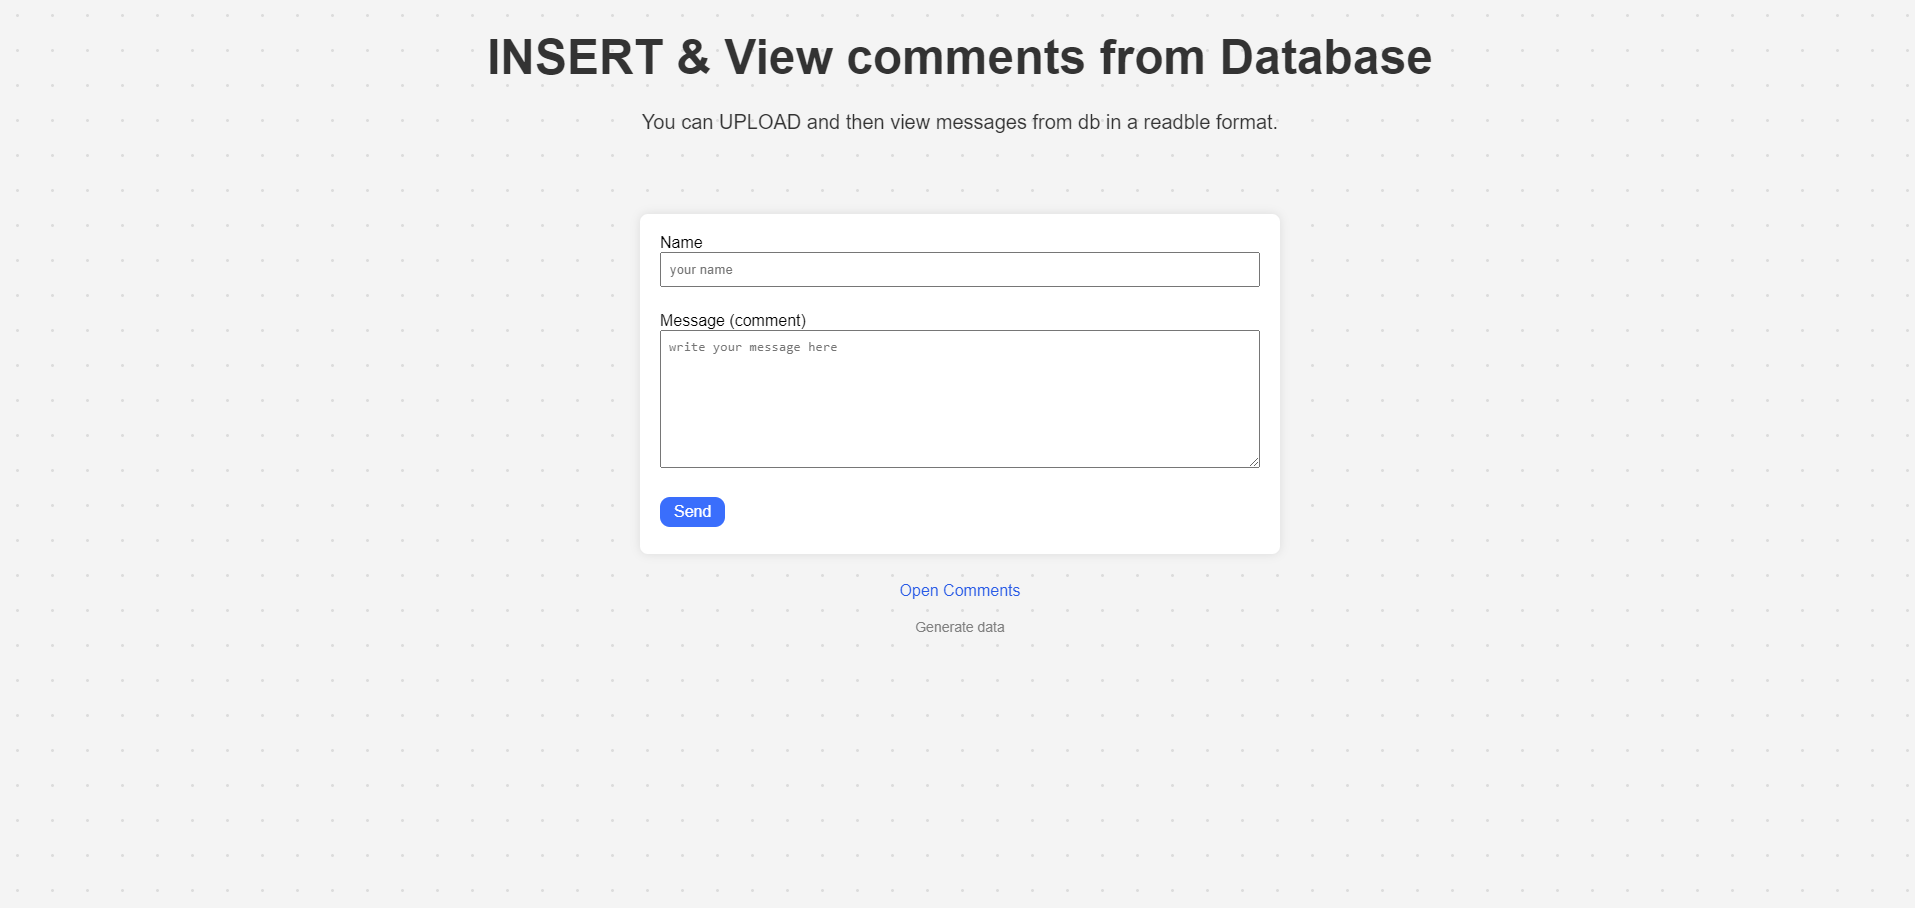 INSERT & View comments from Database
You can UPLOAD and then view messages from db in a readble format.
Name
your name
Message (comment)
write your message here
Send
Open Comments
Generate data